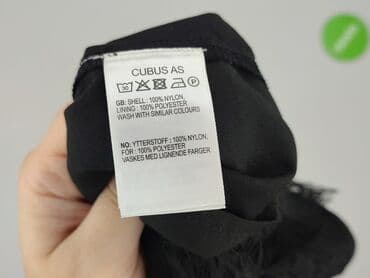 CUBUS AS
30
P
GB: SHELL : 100% NYLON,
LINING : 100% POLYESTER
WASH WITH SIMILAR COLOURS
NO: YTTERSTOFF : 100% NYLON,
FÓR : 100% POLYESTER
VASKES MED LIGNENDE FARGER